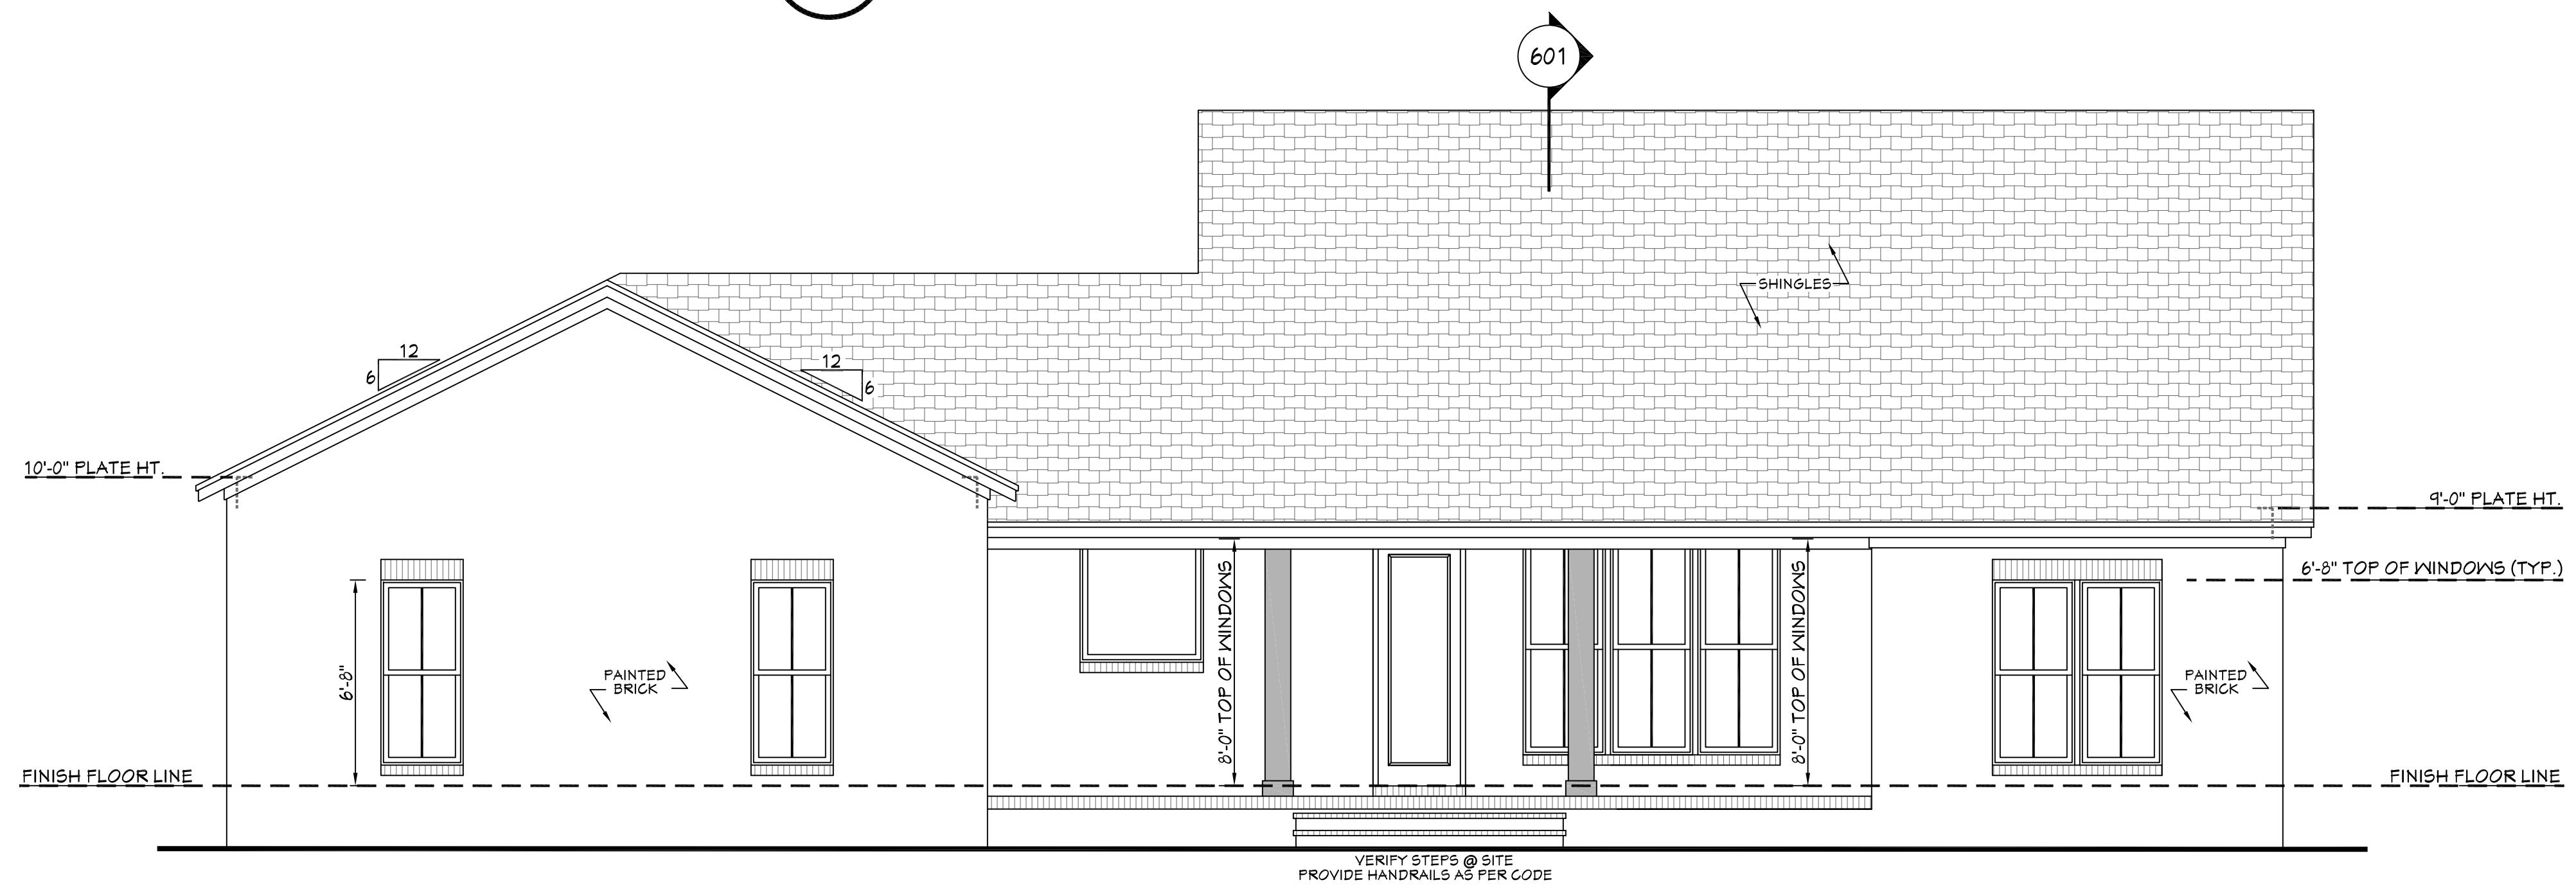 601
SHINGLES
12
6
12
6
10'-0" PLATE HT.
9'-0" PLATE HT.
6'-8" TOP OF WINDOWS (TYP.)
8'-0" TOP OF WINDOWS
8'-0" TOP OF WINDOWS
6'-8"
PAINTED
BRICK
PAINTED
BRICK
FINISH FLOOR LINE
FINISH FLOOR LINE
VERIFY STEPS @ SITE
PROVIDE HANDRAILS AS PER CODE